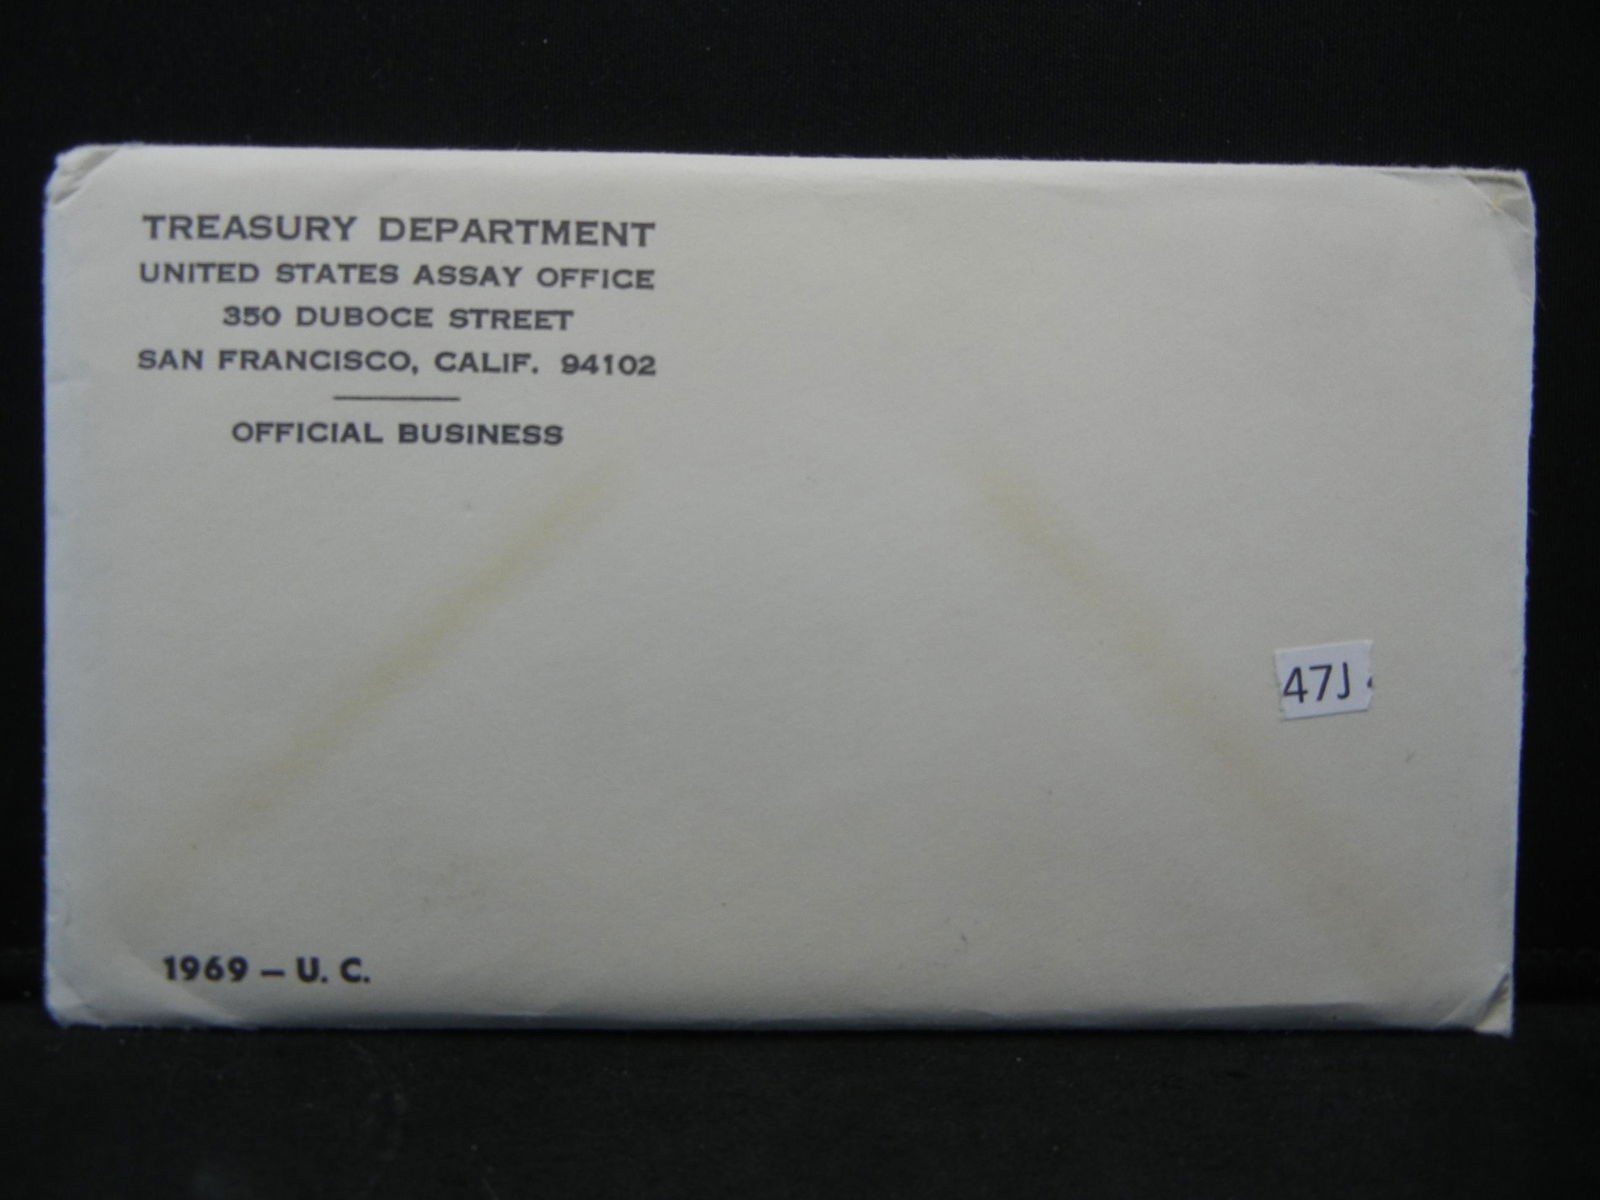 TREASURY DEPARTMENT
UNITED STATES ASSAY OFFICE
350 DUBOCE STREET
SAN FRANCISCO, CALIF. 94102
OFFICIAL BUSINESS
47J
1969 – U. C.